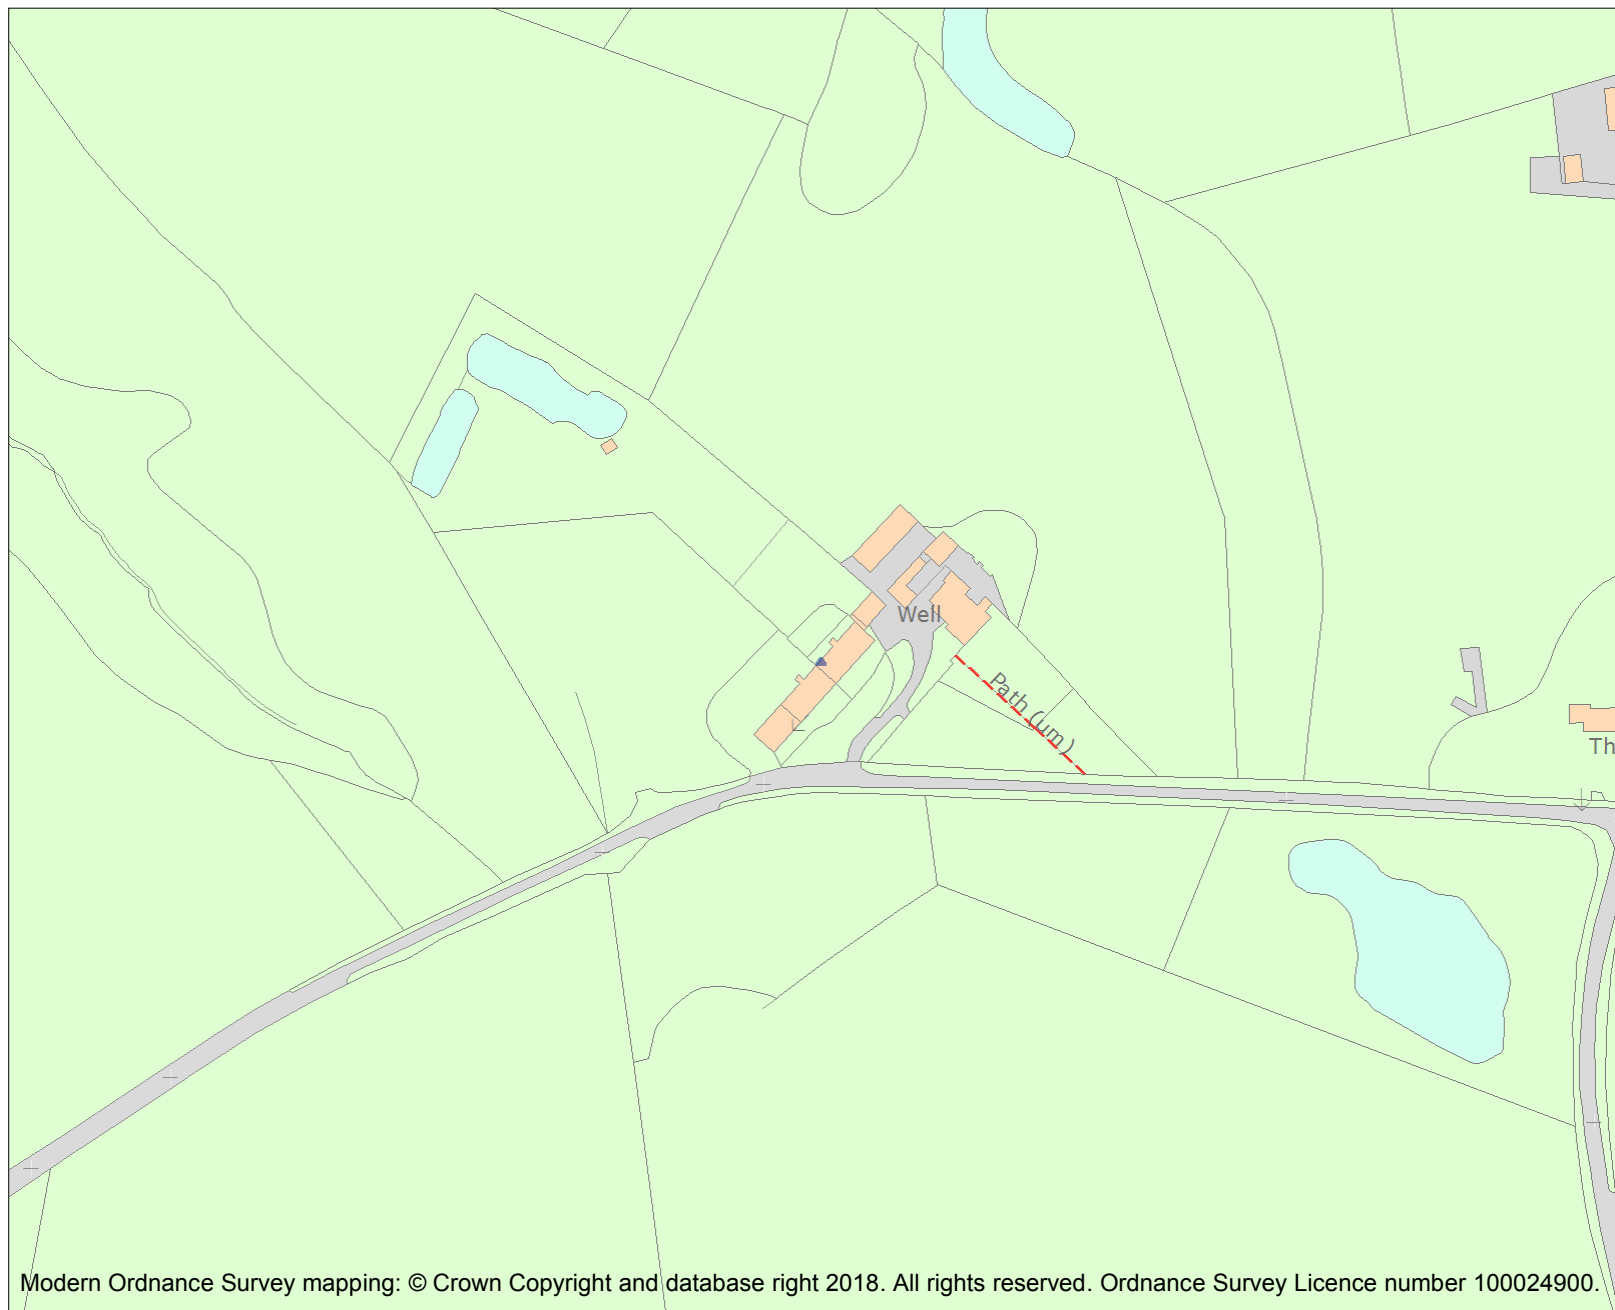 Well
Path (um)
Th
Modern Ordnance Survey mapping: © Crown Copyright and database right 2018. All rights reserved. Ordnance Survey Licence number 100024900.